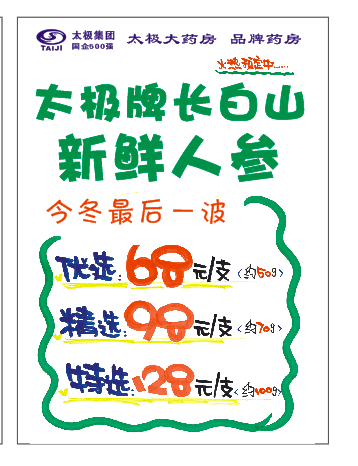 太极集团 太极大药房 品牌药房
TAIJI 国企500强
火热预定中......
太极牌长白山
新鲜人参
今冬最后一波
优选:68元/支(约50g)
精选:98元/支(约70g)
特选:128元/支(约100g)